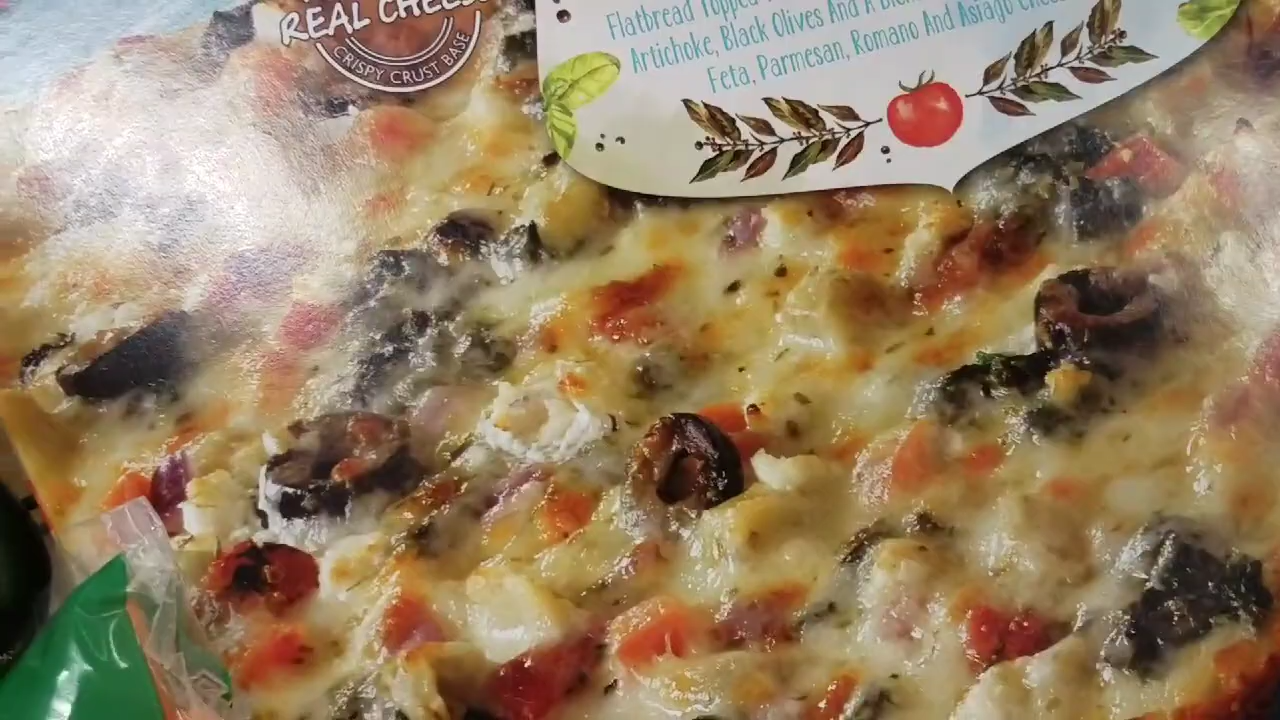 REAL CHEESE
CRISPY CRUST BASE
Flatbread Topped
Artichoke, Black Olives And A
Feta, Parmesan, Romano And Asiago